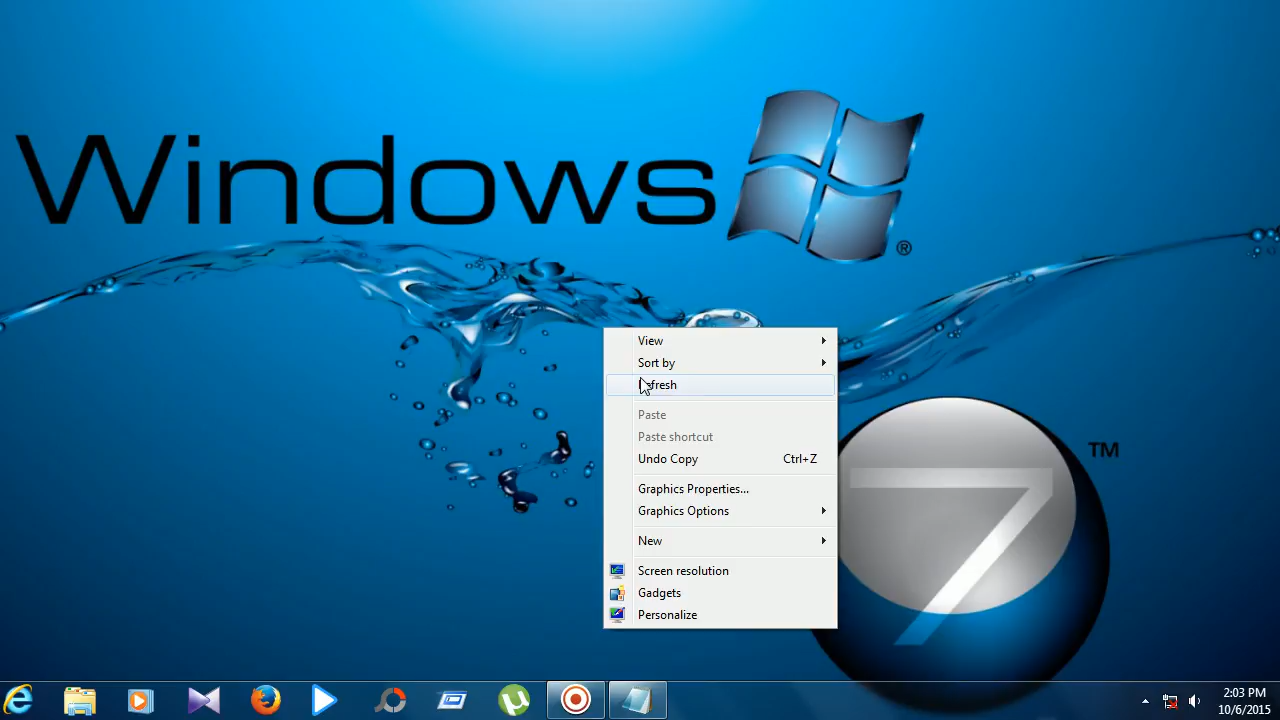 Windows®
View
Sort by
Refresh
Paste
Paste shortcut
Undo Copy Ctrl+Z
Graphics Properties...
Graphics Options
New
Screen resolution
Gadgets
Personalize
7™
2:03 PM
10/6/2015